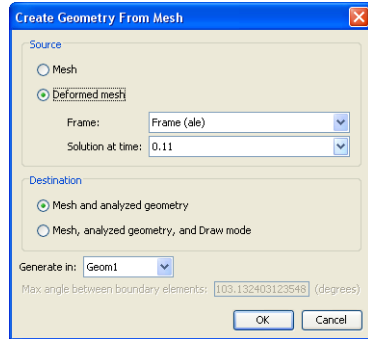 Create Geometry From Mesh
Source
Mesh
Deformed mesh
Frame: Frame (ale)
Solution at time: 0.11
Destination
Mesh and analyzed geometry
Mesh, analyzed geometry, and Draw mode
Generate in: Geom1
Max angle between boundary elements: 103.132403123548 (degrees)
OK Cancel